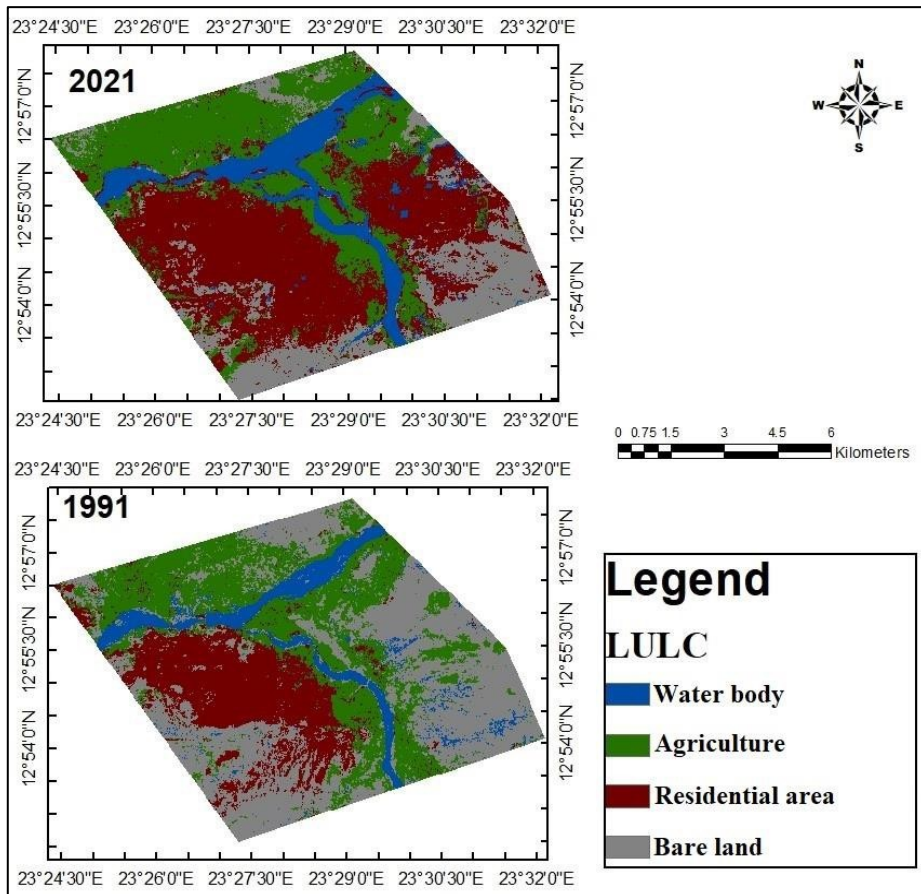 23°24'30"E 23°26'0"E 23°27'30"E 23°29'0"E 23°30'30"E 23°32'0"E
2021
12°57'0"N
12°55'30"N
12°54'0"N
12°57'0"N
12°55'30"N
12°54'0"N
23°24'30"E 23°26'0"E 23°27'30"E 23°29'0"E 23°30'30"E 23°32'0"E
N
W E
S
0 0.75 1.5 3 4.5 6
Kilometers
23°24'30"E 23°26'0"E 23°27'30"E 23°29'0"E 23°30'30"E 23°32'0"E
1991
12°57'0"N
12°55'30"N
12°54'0"N
12°57'0"N
12°55'30"N
12°54'0"N
23°24'30"E 23°26'0"E 23°27'30"E 23°29'0"E 23°30'30"E 23°32'0"E
Legend
LULC
Water body
Agriculture
Residential area
Bare land